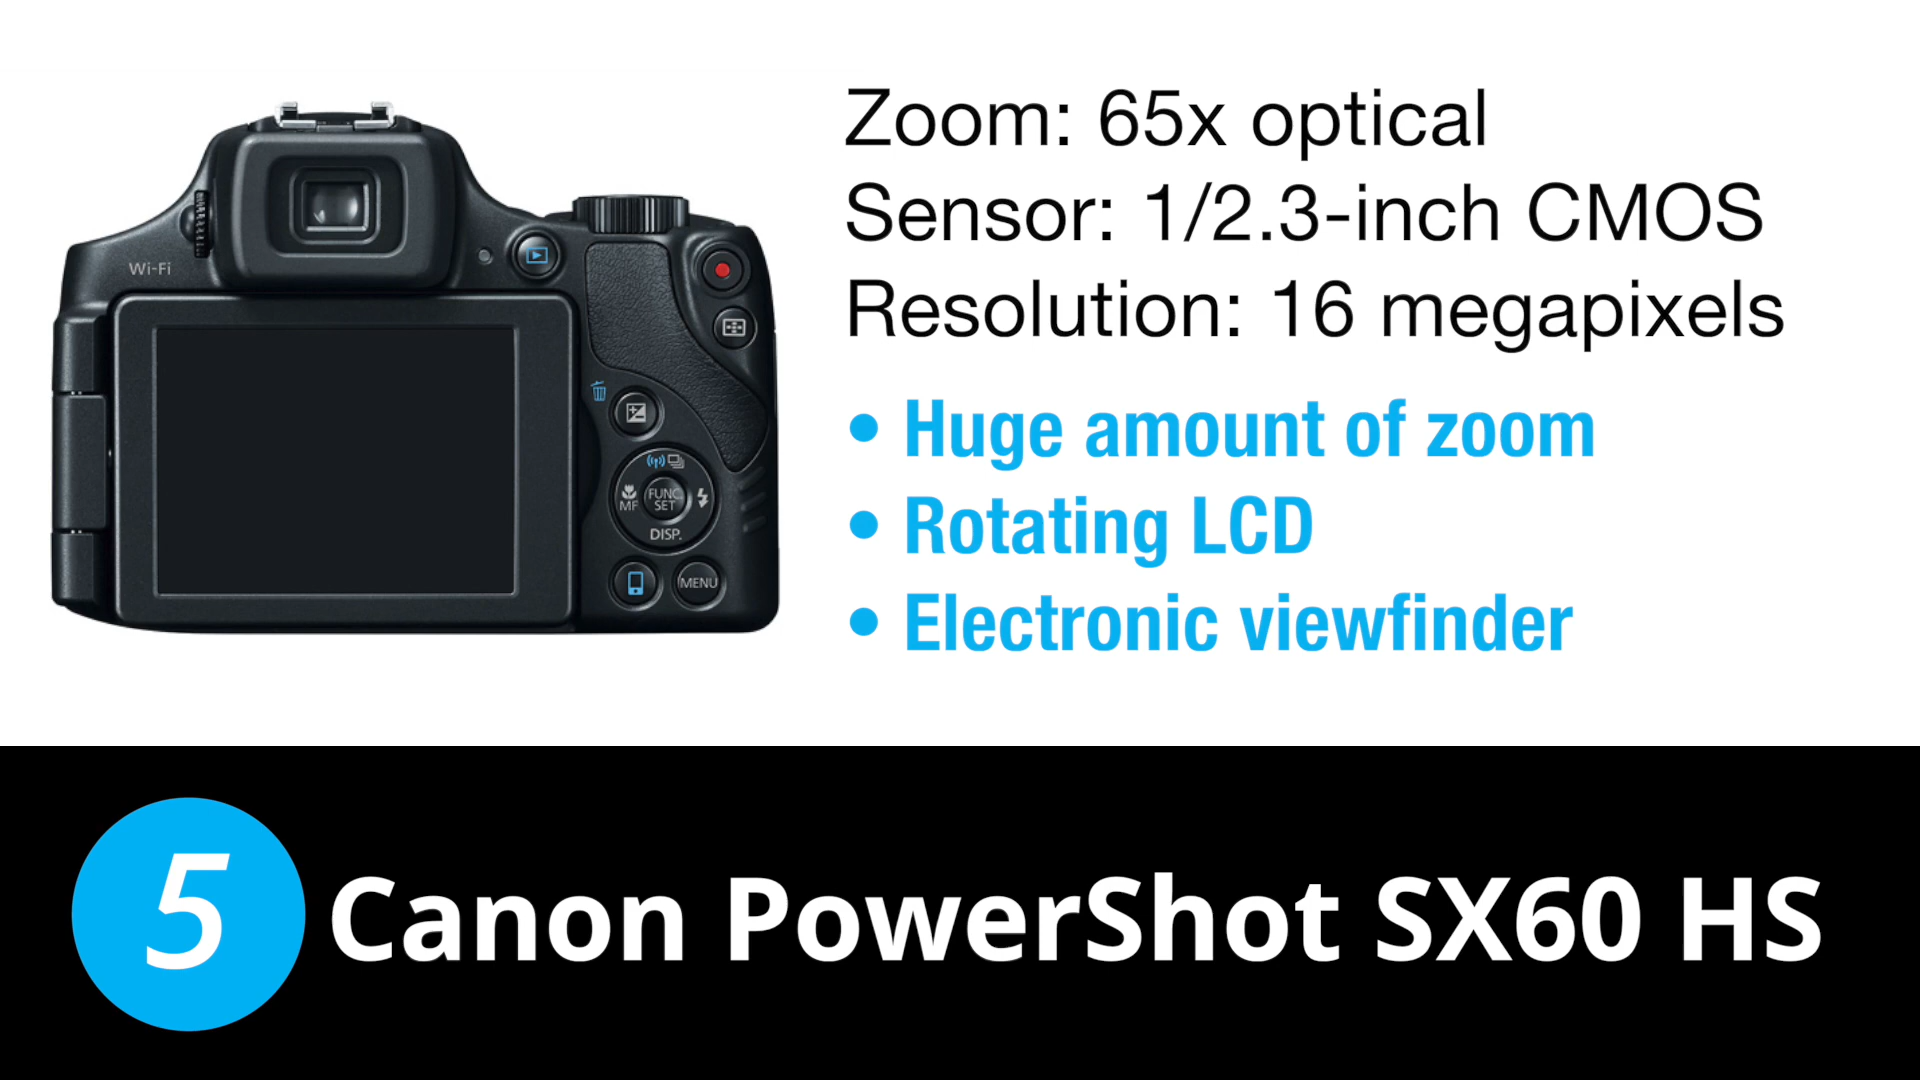 Zoom: 65x optical
Sensor: 1/2.3-inch CMOS
Resolution: 16 megapixels
• Huge amount of zoom
• Rotating LCD
• Electronic viewfinder
Wi-Fi
MF
FUNC.
SET
DISP.
MENU
5 Canon PowerShot SX60 HS